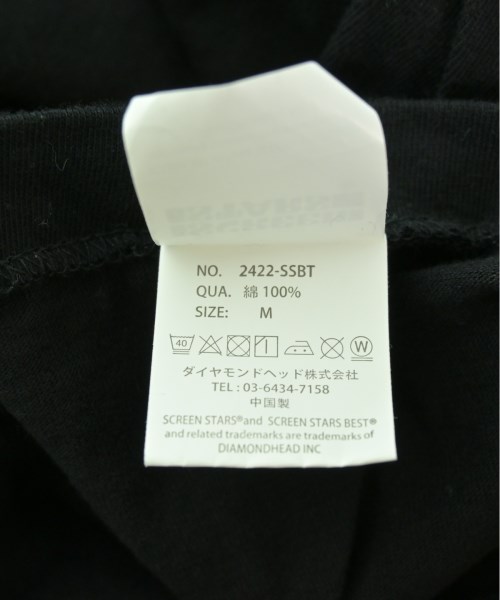 NO. 2422-SSBT
QUA. 綿 100%
SIZE: M
40 W
ダイヤモンドヘッド株式会社
TEL : 03-6434-7158
中国製
SCREEN STARS® and SCREEN STARS BEST®
and related trademarks are trademarks of
DIAMONDHEAD INC